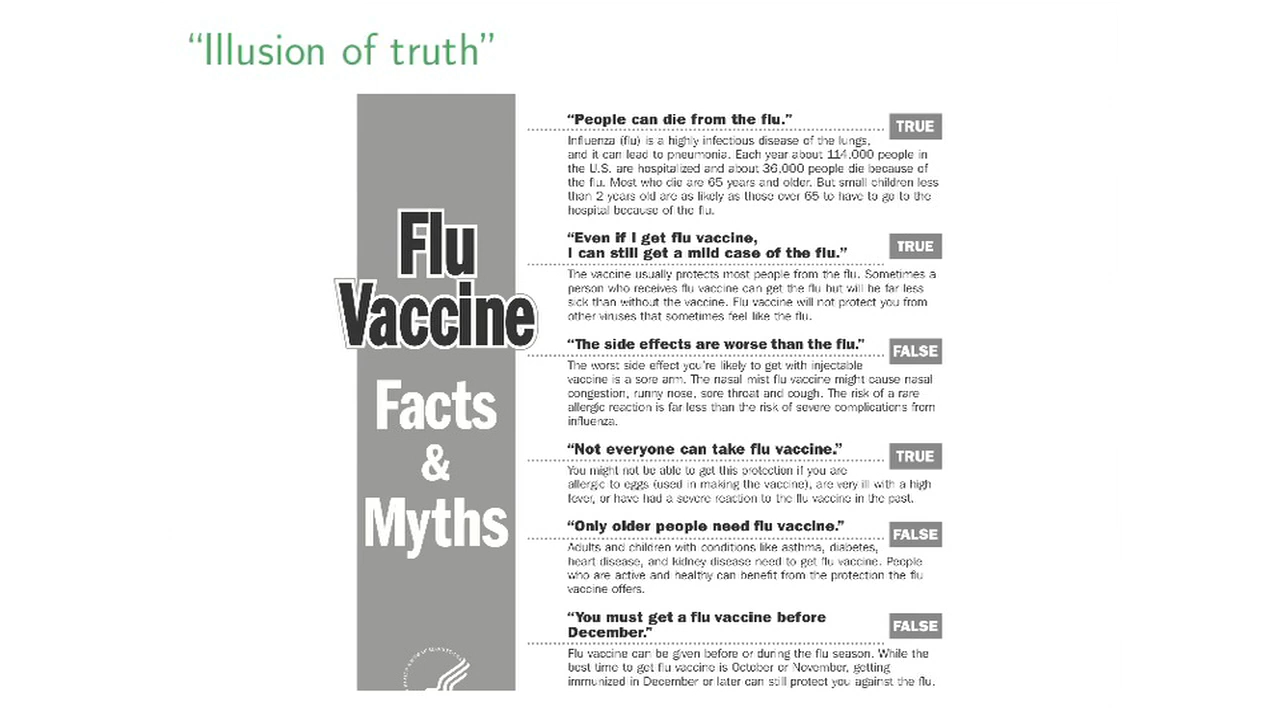 “Illusion of truth”
Flu
Vaccine
Facts
&
Myths
“People can die from the flu.”
TRUE
Influenza (flu) is a highly infectious disease of the lungs,
and it can lead to pneumonia. Each year about 114,000 people in
the U.S. are hospitalized and about 36,000 people die because of
the flu. Most who die are 65 years and older. But small children less
than 2 years old are as likely as those over 65 to have to go to the
hospital because of the flu.
“Even if I get flu vaccine,
I can still get a mild case of the flu.”
TRUE
The vaccine usually protects most people from the flu. Sometimes a
person who receives flu vaccine can get the flu but will be far less
sick than without the vaccine. Flu vaccine will not protect you from
other viruses that sometimes feel like the flu.
“The side effects are worse than the flu.”
FALSE
The worst side effect you’re likely to get with injectable
vaccine is a sore arm. The nasal mist flu vaccine might cause nasal
congestion, runny nose, sore throat and cough. The risk of a rare
allergic reaction is far less than the risk of severe complications from
influenza.
“Not everyone can take flu vaccine.”
TRUE
You might not be able to get this protection if you are
allergic to eggs (used in making the vaccine), are very ill with a high
fever, or have had a severe reaction to the flu vaccine in the past.
“Only older people need flu vaccine.”
FALSE
Adults and children with conditions like asthma, diabetes,
heart disease, and kidney disease need to get flu vaccine. People
who are active and healthy can benefit from the protection the flu
vaccine offers.
“You must get a flu vaccine before
December.”
FALSE
Flu vaccine can be given before or during the flu season. While the
best time to get flu vaccine is October or November, getting
immunized in December or later can still protect you against the flu.